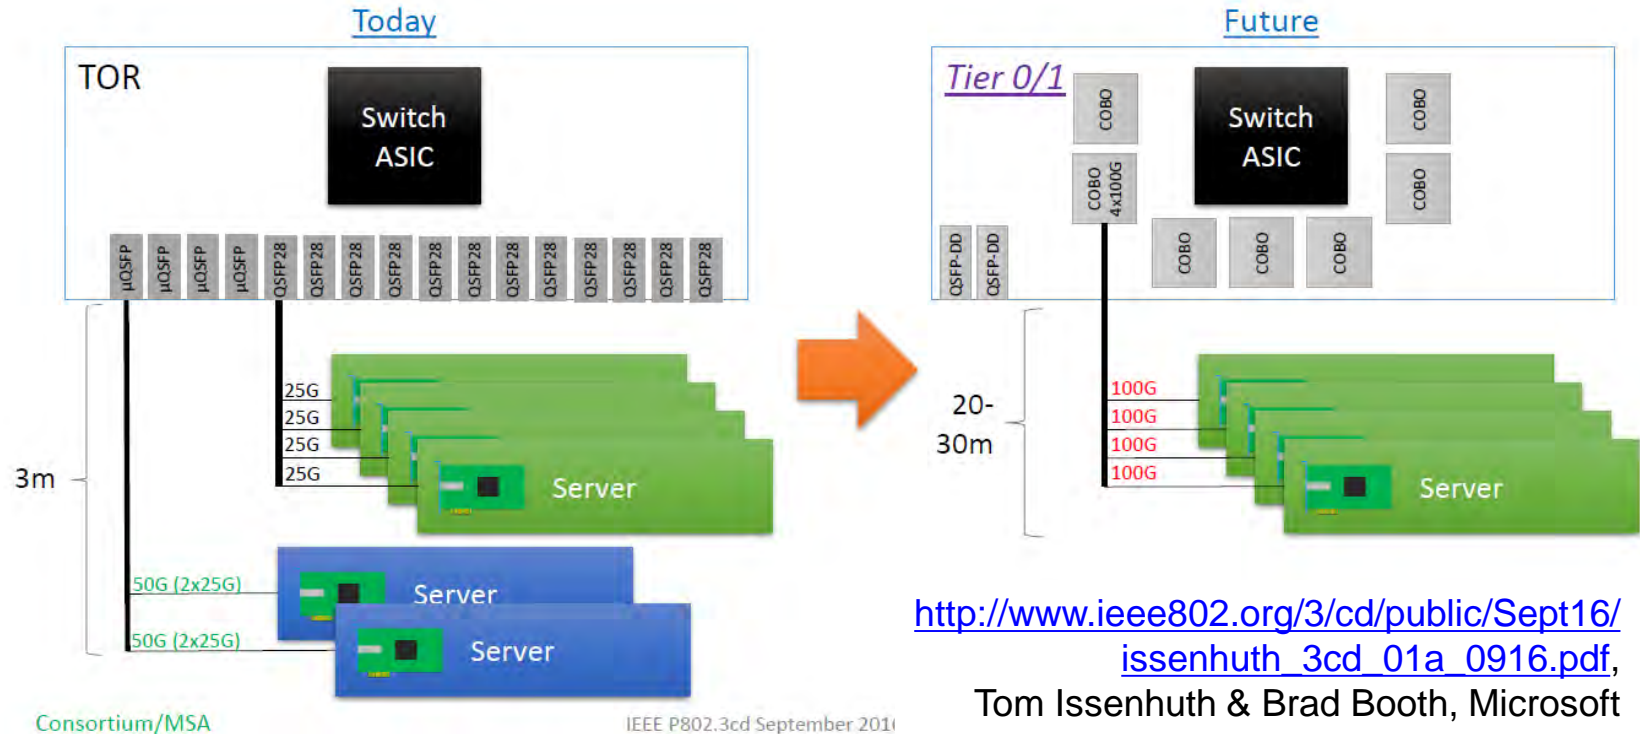 Today
TOR
Switch
ASIC
µQSFP
µQSFP
µQSFP
µQSFP
QSFP28
QSFP28
QSFP28
QSFP28
QSFP28
QSFP28
QSFP28
QSFP28
QSFP28
QSFP28
QSFP28
QSFP28
3m
25G
25G
25G
25G
Server
50G (2x25G)
Server
50G (2x25G)
Server
Consortium/MSA
IEEE P802.3cd September 201
Future
Tier 0/1
COBO
Switch
ASIC
COBO
COBO
4x100G
COBO
QSFP-DD
QSFP-DD
COBO
COBO
COBO
20-
30m
100G
100G
100G
100G
Server
http://www.ieee802.org/3/cd/public/Sept16/
issenhuth_3cd_01a_0916.pdf,
Tom Issenhuth & Brad Booth, Microsoft